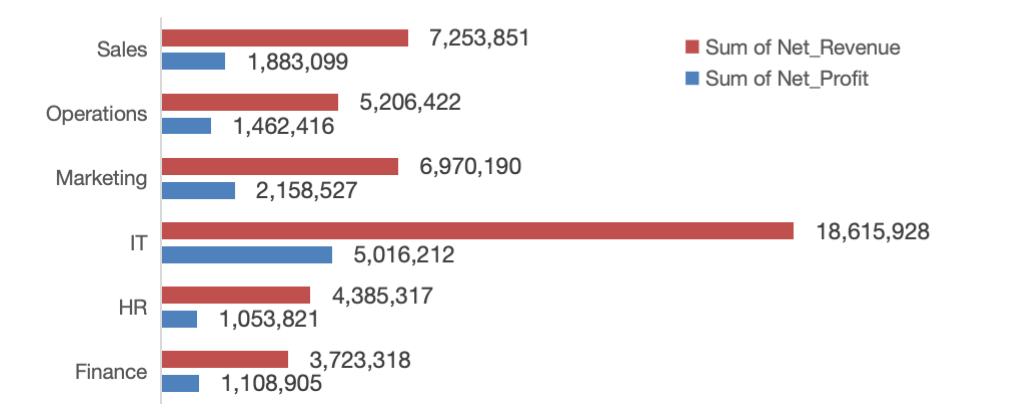 Sales 7,253,851
1,883,099
Sum of Net_Revenue
Sum of Net_Profit
Operations 5,206,422
1,462,416
Marketing 6,970,190
2,158,527
IT 18,615,928
5,016,212
HR 4,385,317
1,053,821
Finance 3,723,318
1,108,905